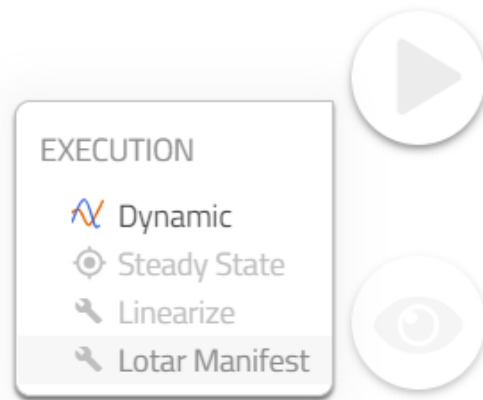 EXECUTION
Dynamic
Steady State
Linearize
Lotar Manifest